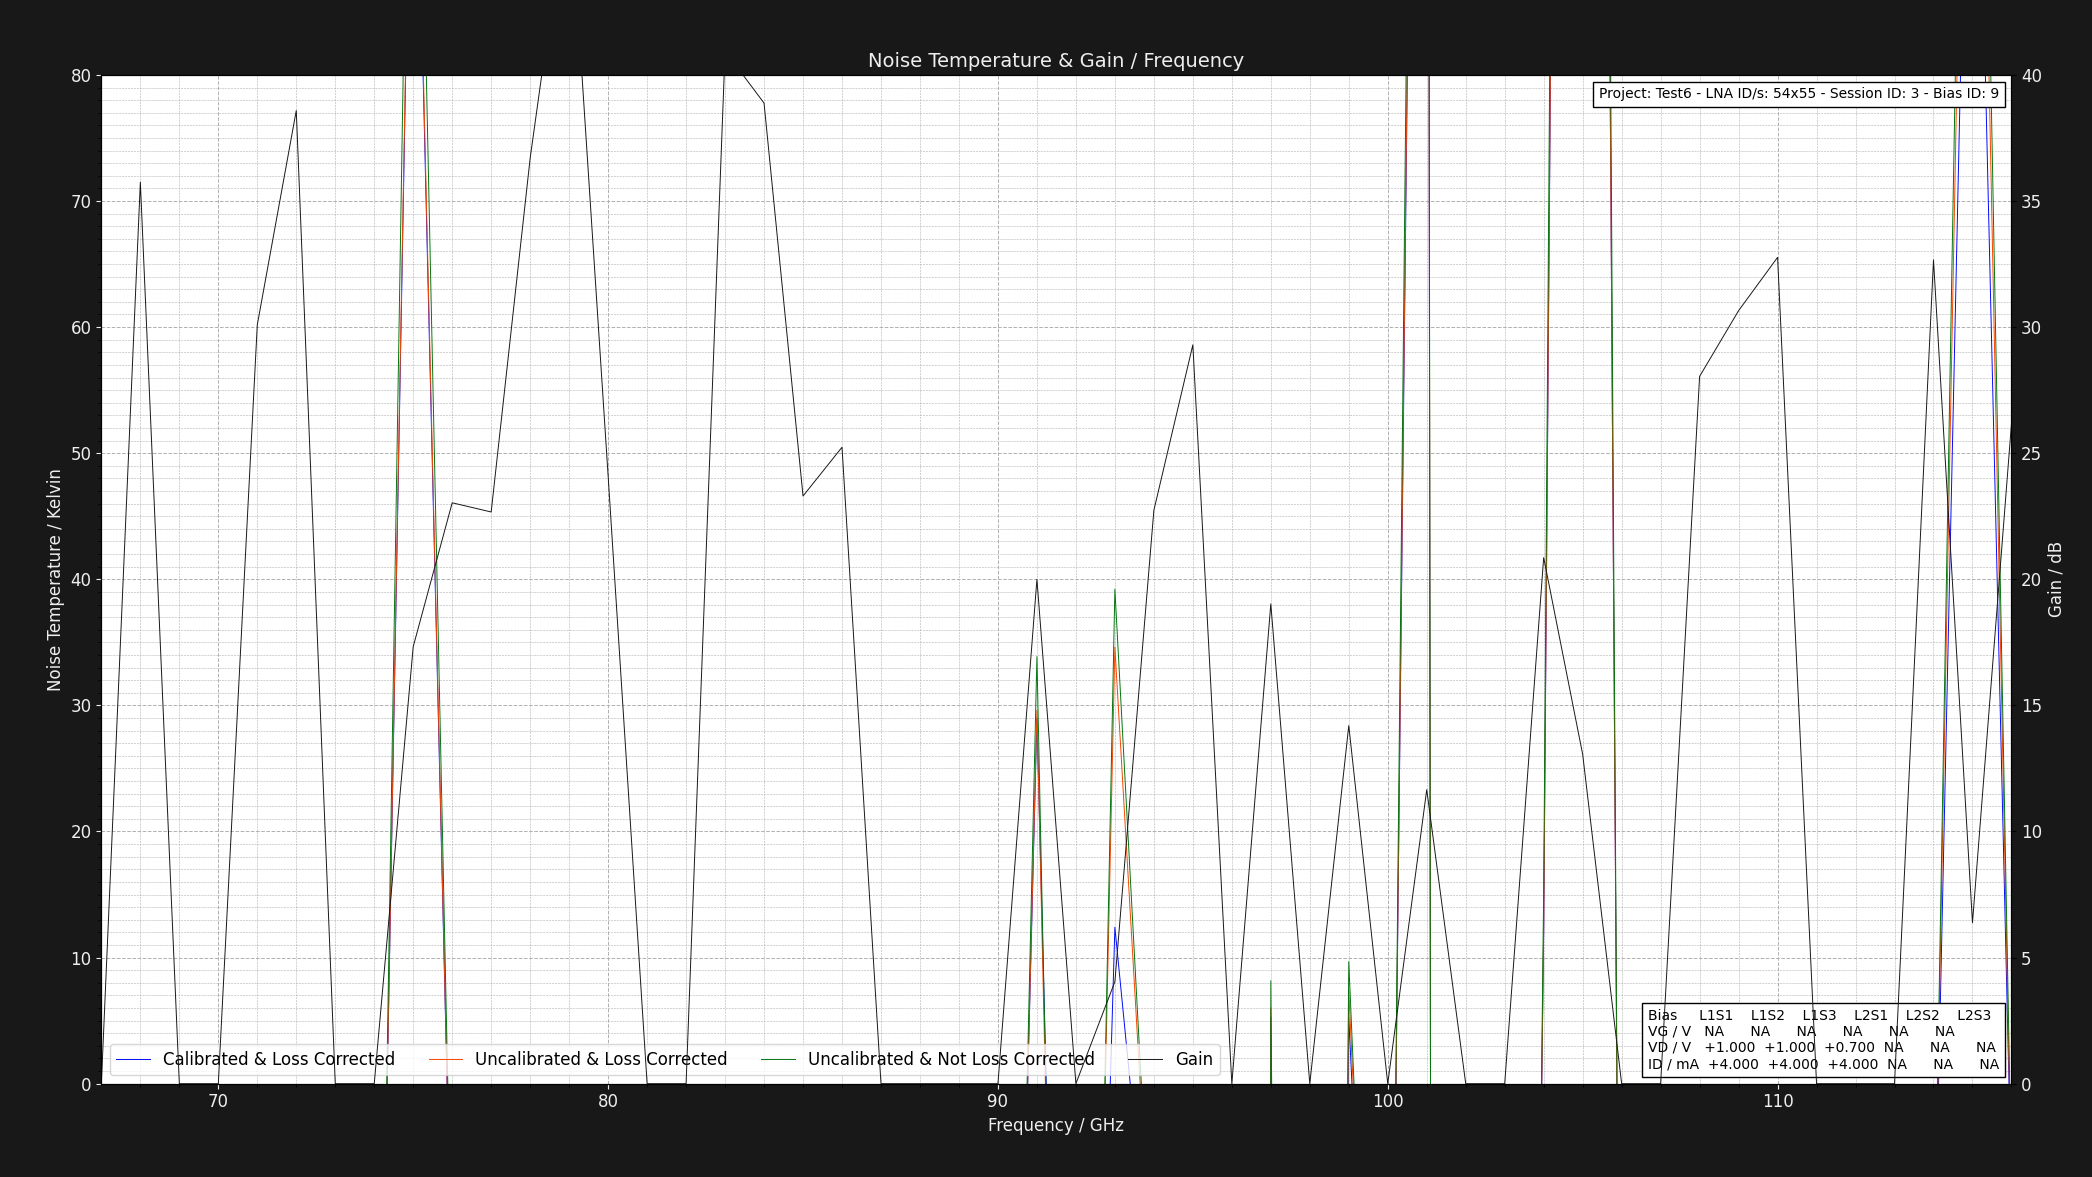 Noise Temperature & Gain / Frequency
Project: Test6 - LNA ID/s: 54x55 - Session ID: 3 - Bias ID: 9
80
70
60
50
40
30
20
10
0
Noise Temperature / Kelvin
40
35
30
25
20
15
10
5
0
Gain / dB
Bias L1S1 L1S2 L1S3 L2S1 L2S2 L2S3
VG / V NA NA NA NA NA NA
VD / V +1.000 +1.000 +0.700 NA NA NA
ID / mA +4.000 +4.000 +4.000 NA NA NA
Calibrated & Loss Corrected Uncalibrated & Loss Corrected Uncalibrated & Not Loss Corrected Gain
70 80 90 100 110
Frequency / GHz